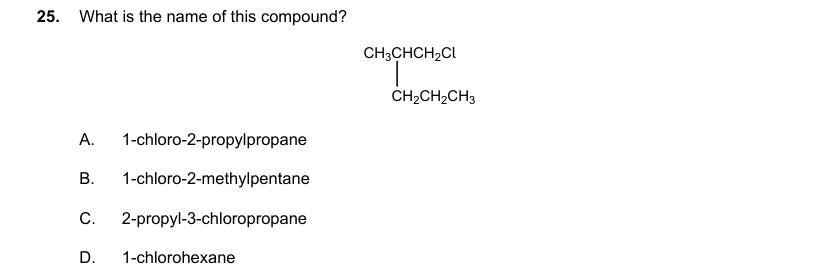 25. What is the name of this compound?
CH₃CHCH₂Cl
CH₂CH₂CH₃
A. 1-chloro-2-propylpropane
B. 1-chloro-2-methylpentane
C. 2-propyl-3-chloropropane
D. 1-chlorohexane